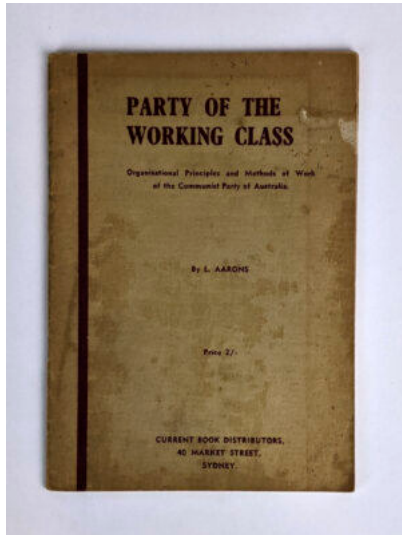 PARTY OF THE
WORKING CLASS
Organisational Principles and Methods of Work
of the Communist Party of Australia.
By L. AARONS
Price 2/-
CURRENT BOOK DISTRIBUTORS,
40 MARKET STREET,
SYDNEY.